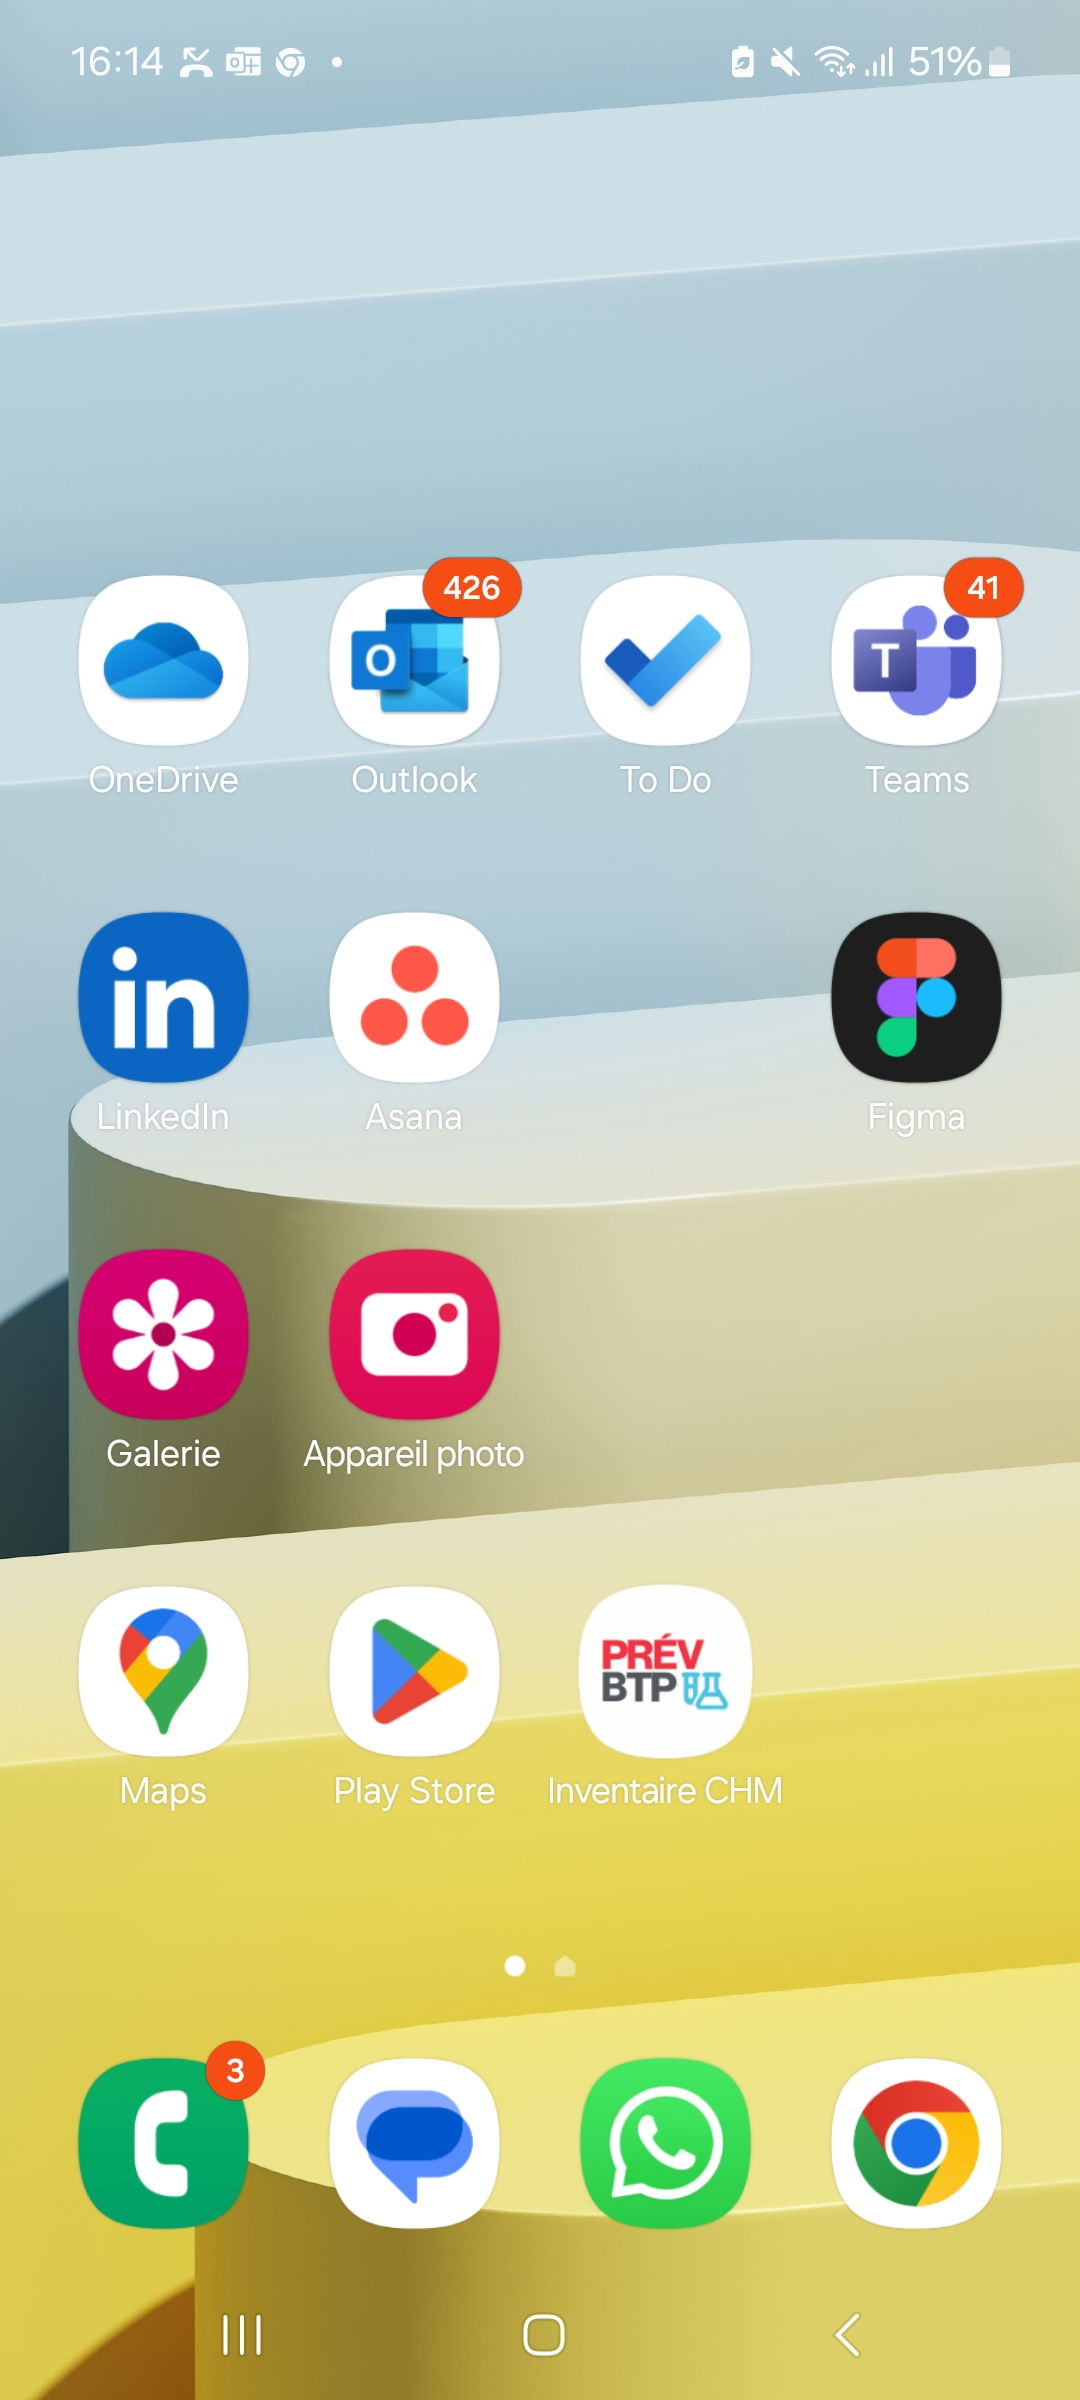 16:14 51%
426 41
OneDrive Outlook To Do Teams
LinkedIn Asana Figma
Galerie Appareil photo
PRÉV
BTP
Maps Play Store Inventaire CHM
3